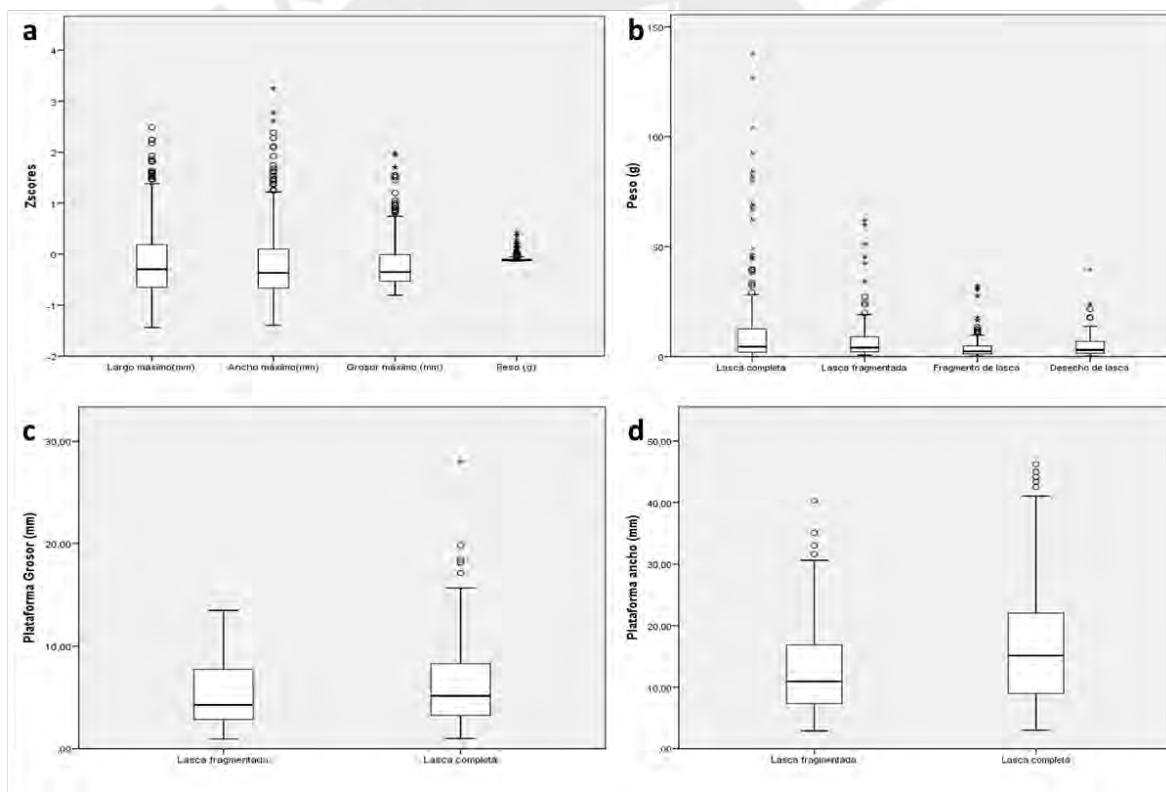 a
4
3
2
1
0
-1
-2
Zscores
Largo máximo(mm)
Ancho máximo(mm)
Grosor máximo (mm)
Peso (g)
b
150
100
50
0
Peso (g)
Lasca completa
Lasca fragmentada
Fragmento de lasca
Desecho de lasca
c
30,00
20,00
10,00
,00
Plataforma Grosor (mm)
Lasca fragmentada
Lasca completa
d
50,00
40,00
30,00
20,00
10,00
,00
Plataforma ancho (mm)
Lasca fragmentada
Lasca completa